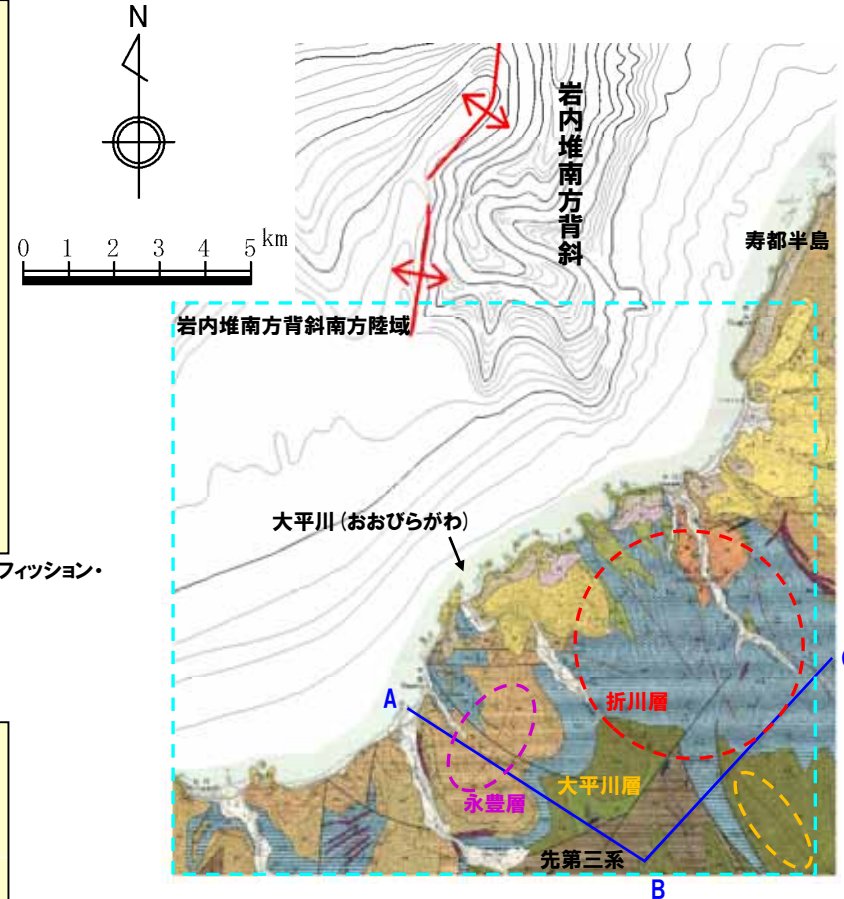 N
0 1 2 3 4 5 km
岩内堆南方背斜
寿都半島
岩内堆南方背斜南方陸域
大平川(おおびらがわ)
フィッション・
折川層
A
大平川層
永豊層
先第三系
B